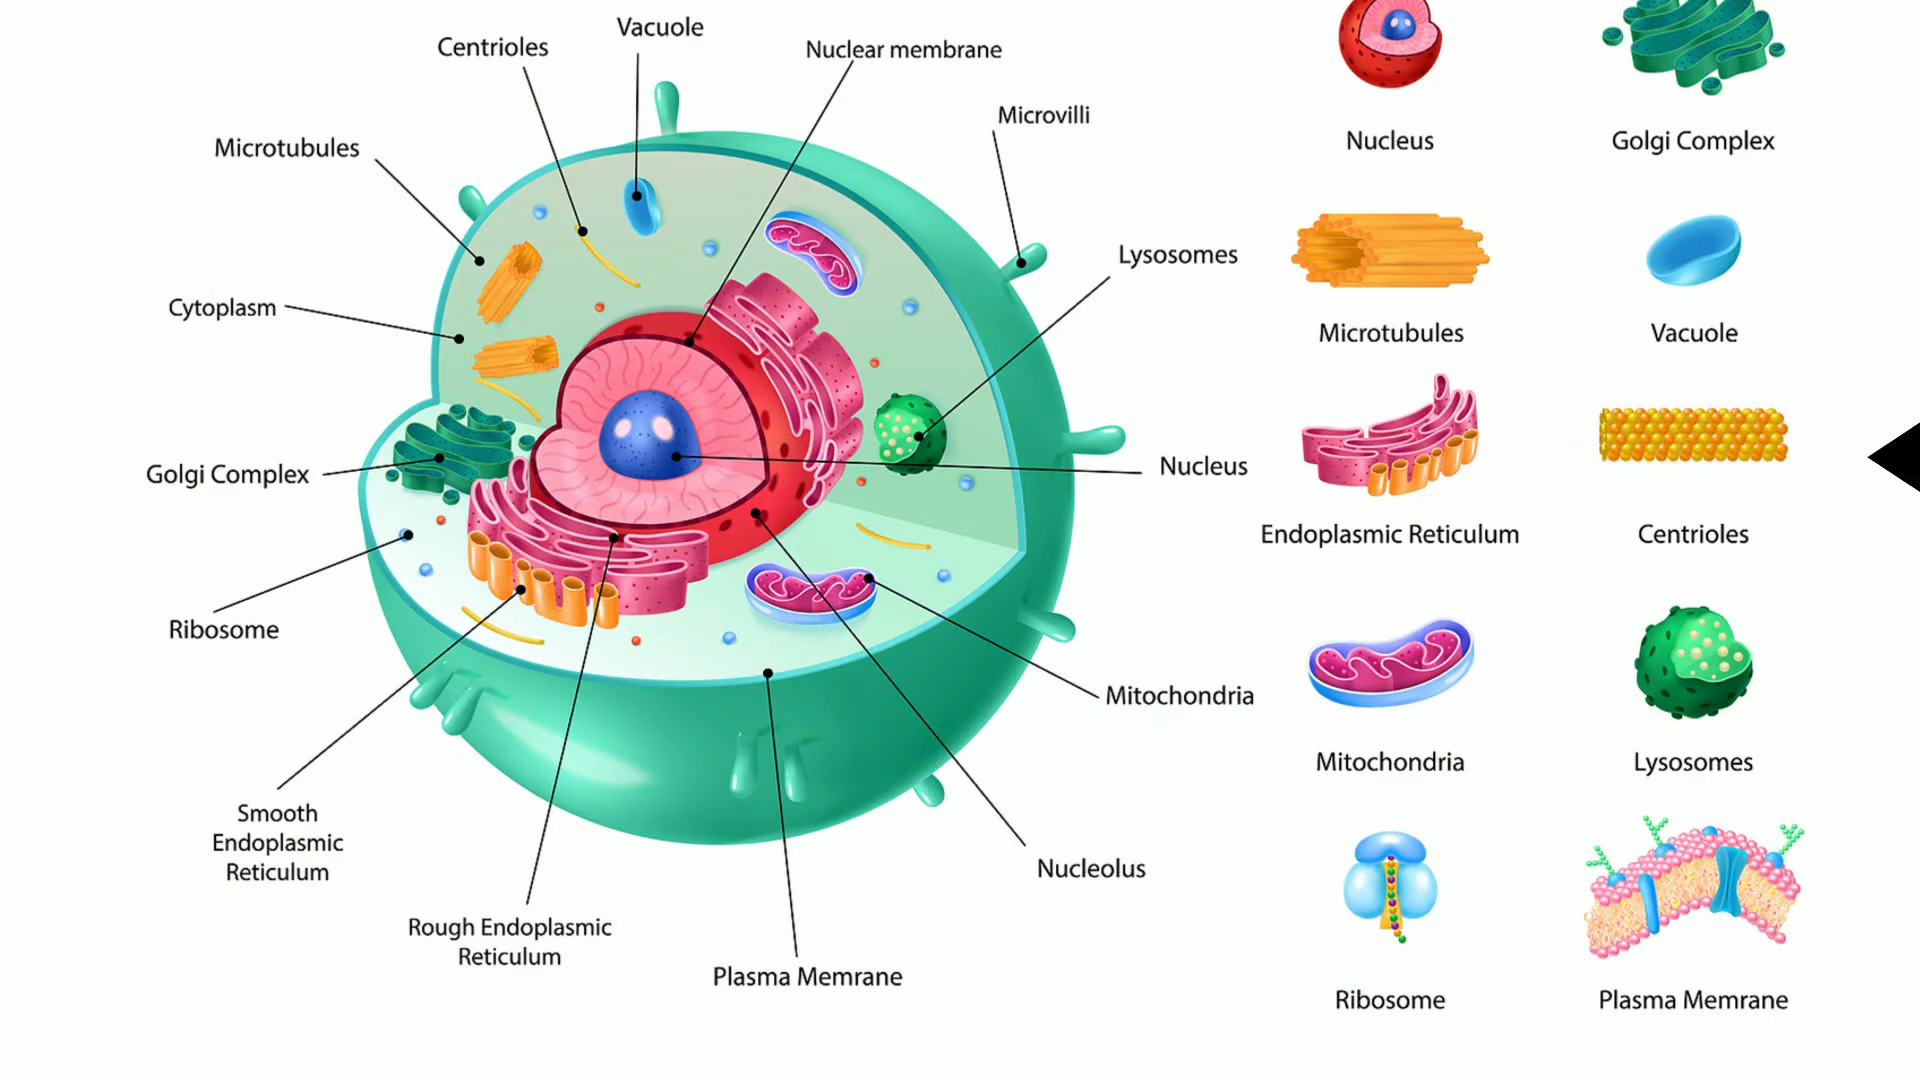 Centrioles
Vacuole
Nuclear membrane
Microvilli
Microtubules
Lysosomes
Cytoplasm
Golgi Complex
Nucleus
Ribosome
Mitochondria
Smooth
Endoplasmic
Reticulum
Nucleolus
Rough Endoplasmic
Reticulum
Plasma Memrane
Nucleus
Golgi Complex
Microtubules
Vacuole
Endoplasmic Reticulum
Centrioles
Mitochondria
Lysosomes
Ribosome
Plasma Memrane